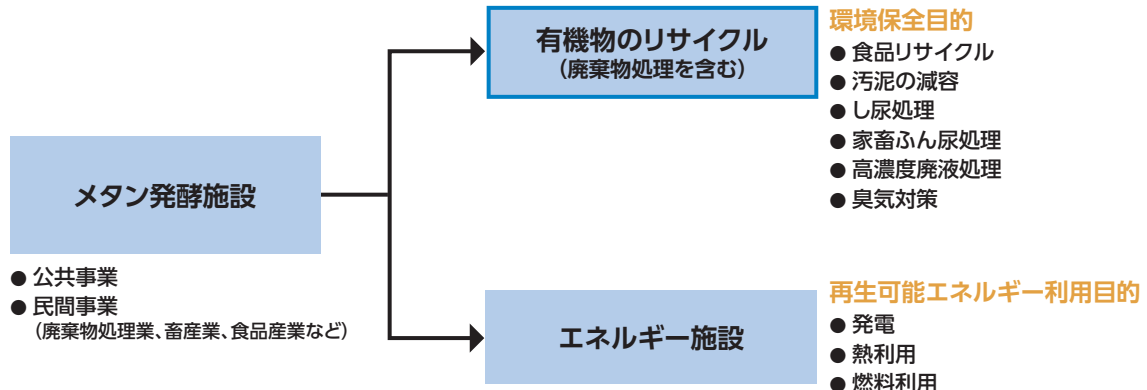 有機物のリサイクル
(廃棄物処理を含む)
環境保全目的
● 食品リサイクル
● 汚泥の減容
● し尿処理
● 家畜ふん尿処理
● 高濃度廃液処理
● 臭気対策
メタン発酵施設
● 公共事業
● 民間事業
(廃棄物処理業、畜産業、食品産業など)
エネルギー施設
再生可能エネルギー利用目的
● 発電
● 熱利用
● 燃料利用